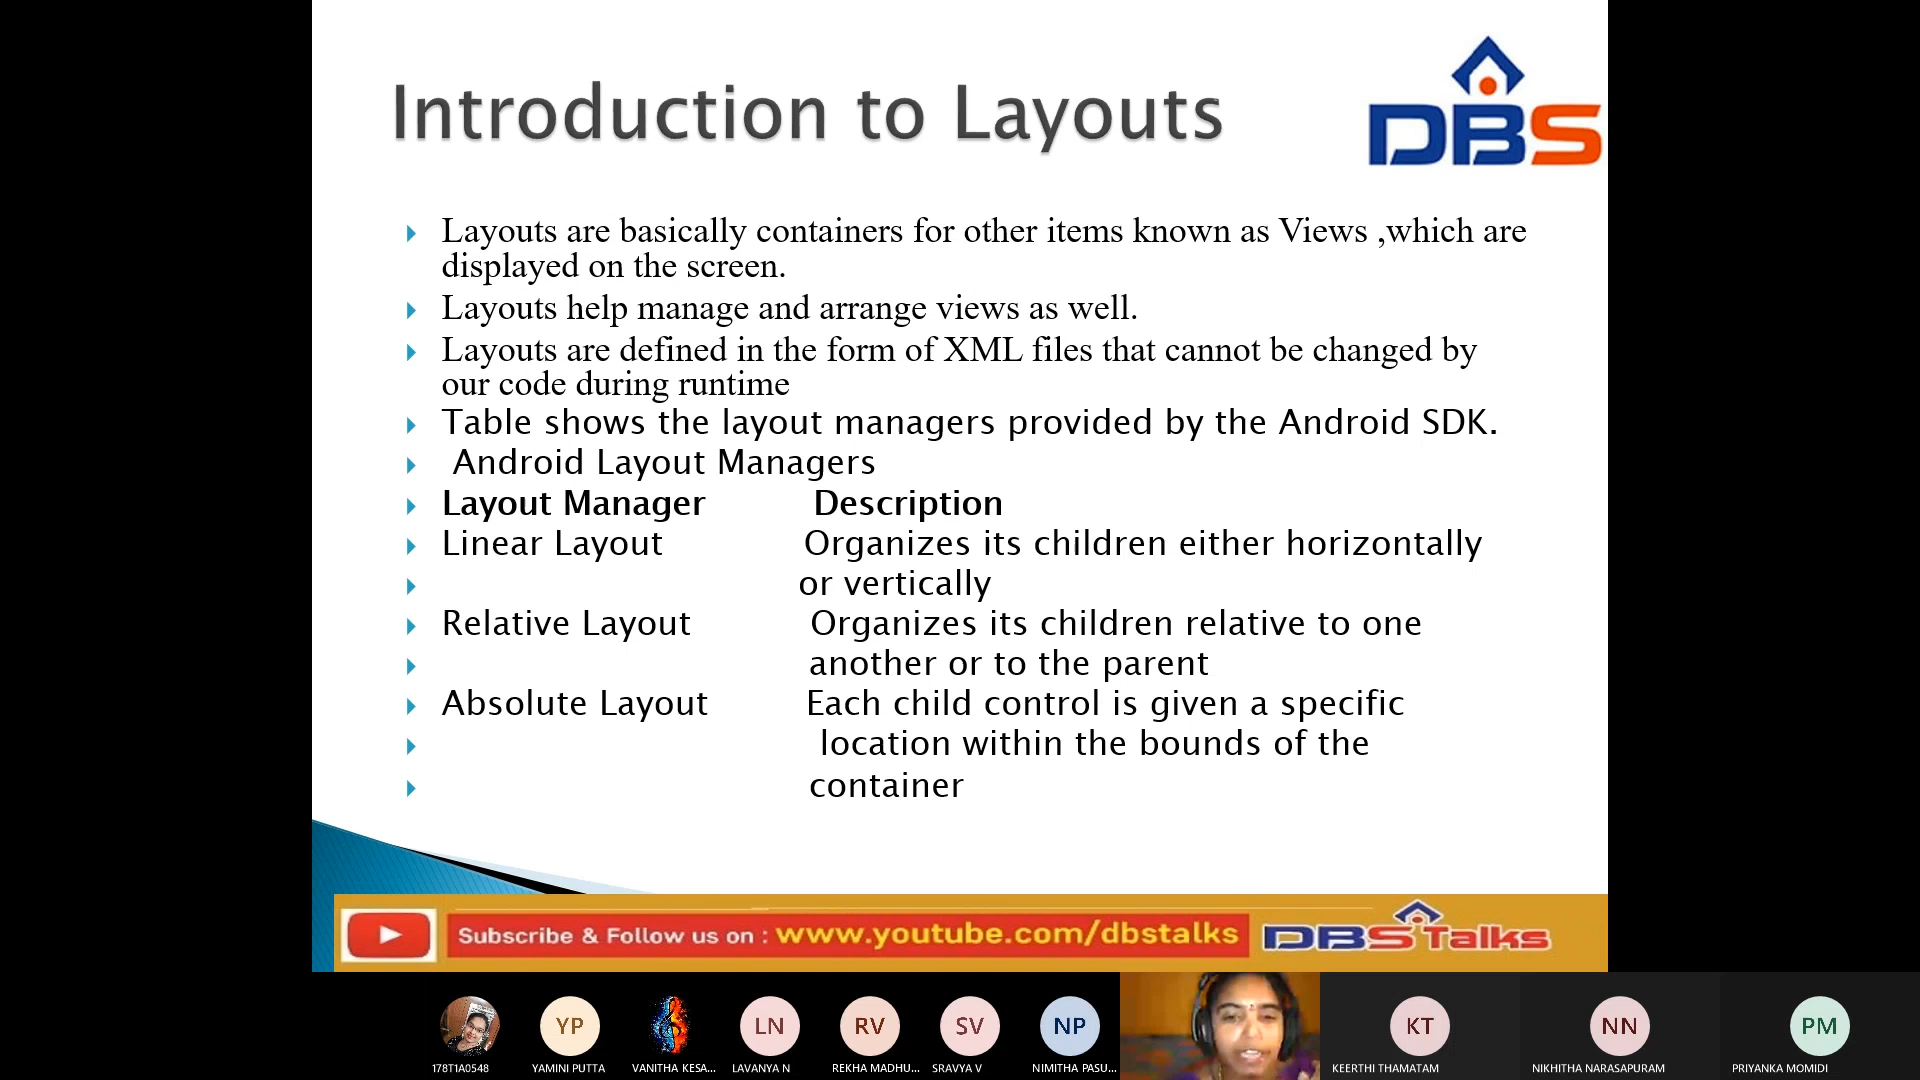 Introduction to Layouts
DBS
Layouts are basically containers for other items known as Views ,which are
displayed on the screen.
Layouts help manage and arrange views as well.
Layouts are defined in the form of XML files that cannot be changed by
our code during runtime
Table shows the layout managers provided by the Android SDK.
Android Layout Managers
Layout Manager Description
Linear Layout Organizes its children either horizontally
or vertically
Relative Layout Organizes its children relative to one
another or to the parent
Absolute Layout Each child control is given a specific
location within the bounds of the
container
Subscribe & Follow us on : www.youtube.com/dbstalks DBS Talks
YP LN RV SV NP KT NN PM
178T1A0548 YAMINI PUTTA VANITHA KESA... LAVANYA N REKHA MADHU... SRAVYA V NIMITHA PASU... KEERTHI THAMATAM NIKHITHA NARASAPURAM PRIYANKA MOMIDI